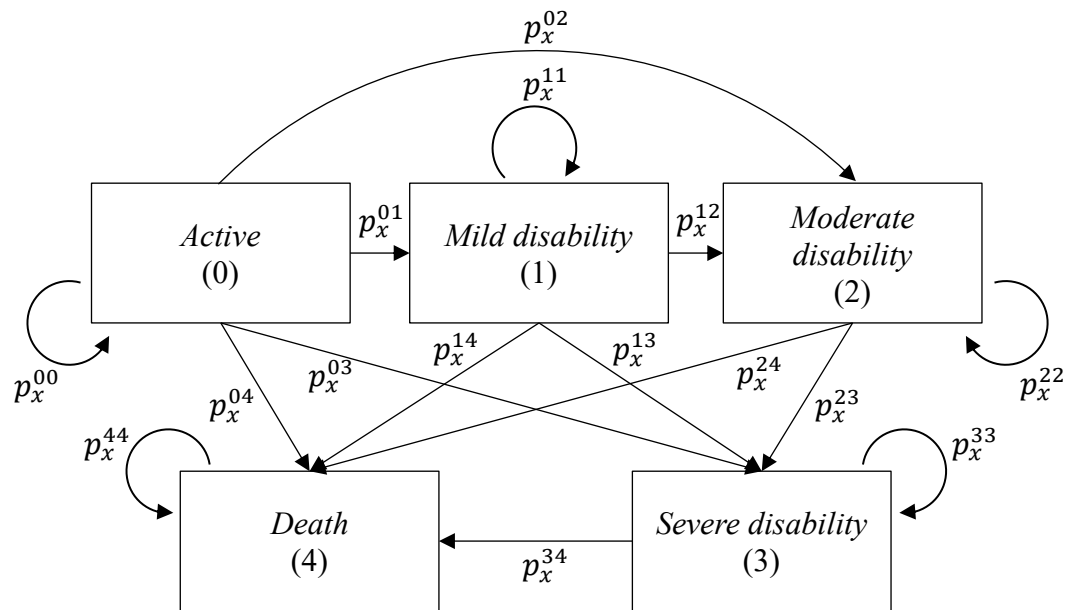 p_x^{02}
p_x^{11}
Active
(0)
p_x^{01}
Mild disability
(1)
p_x^{12}
Moderate
disability
(2)
p_x^{00}
p_x^{04}
p_x^{03}
p_x^{14}
p_x^{13}
p_x^{24}
p_x^{23}
p_x^{22}
p_x^{44}
Death
(4)
p_x^{34}
Severe disability
(3)
p_x^{33}